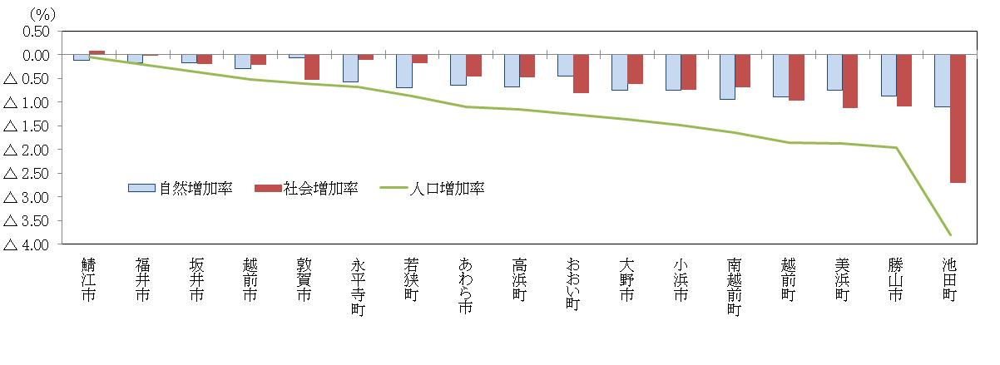 (%)
0.50
0.00
△ 0.50
△ 1.00
△ 1.50
△ 2.00
△ 2.50
△ 3.00
△ 3.50
△ 4.00
自然増加率
社会増加率
人口増加率
鯖江市
福井市
坂井市
越前市
敦賀市
永平寺町
若狭町
あわら市
高浜町
おおい町
大野市
小浜市
南越前町
越前町
美浜町
勝山市
池田町